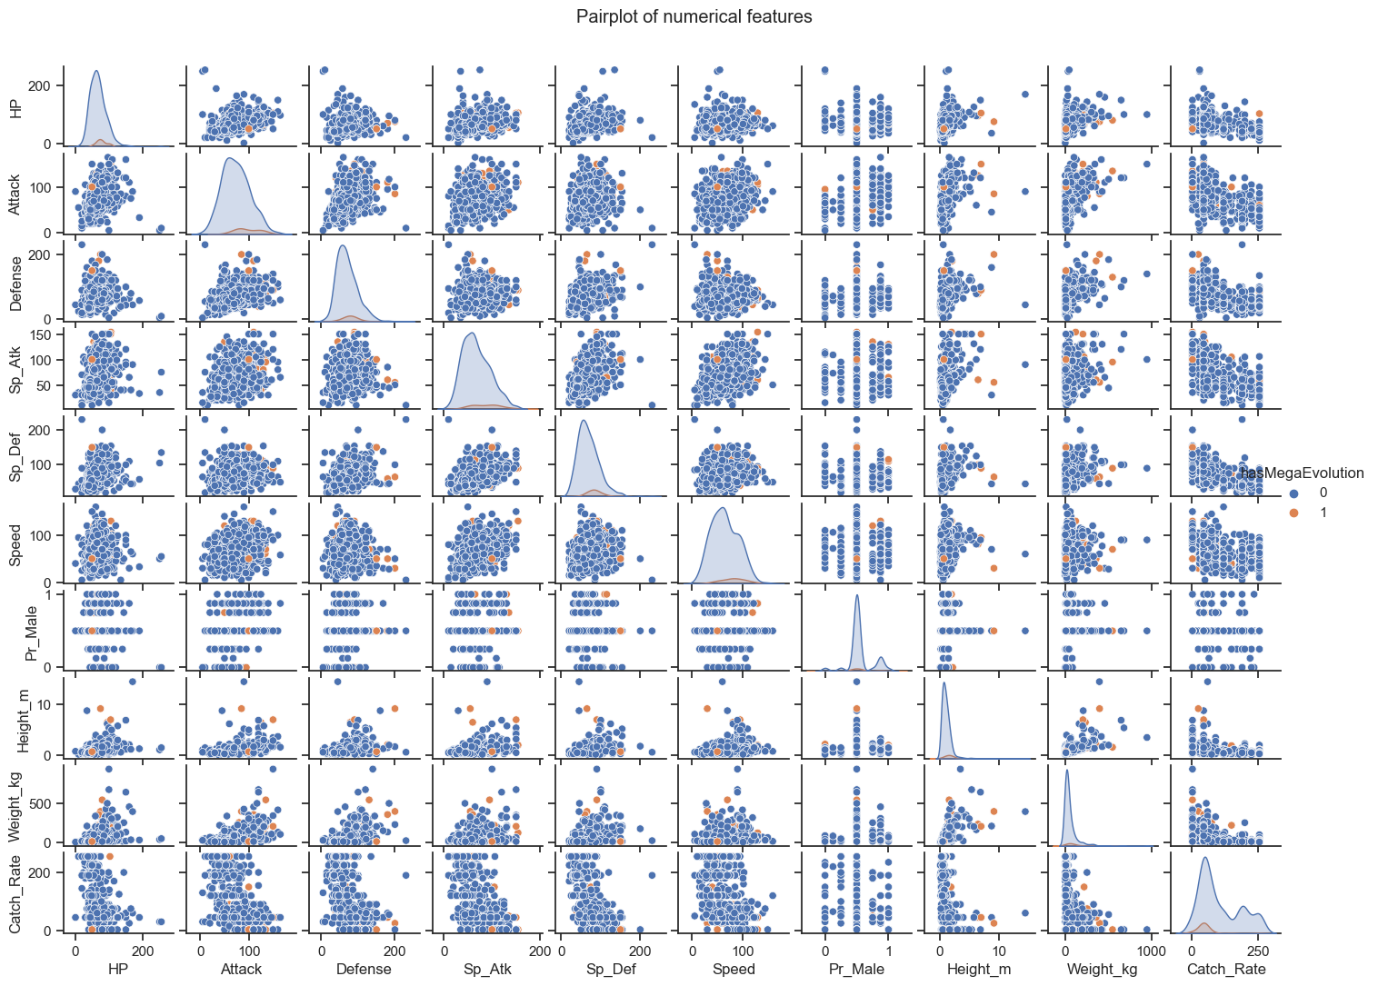 Pairplot of numerical features
HP
200
0
Attack
100
0
Defense
200
0
Sp_Atk
150
100
50
Sp_Def
200
100
hasMegaEvolution
0
1
Speed
100
0
Pr_Male
1
0
Height_m
10
0
Weight_kg
500
0
Catch_Rate
200
0
0 200 0 100 0 200 0 200 0 200 0 100 0 1 0 10 0 1000 0 250
HP Attack Defense Sp_Atk Sp_Def Speed Pr_Male Height_m Weight_kg Catch_Rate